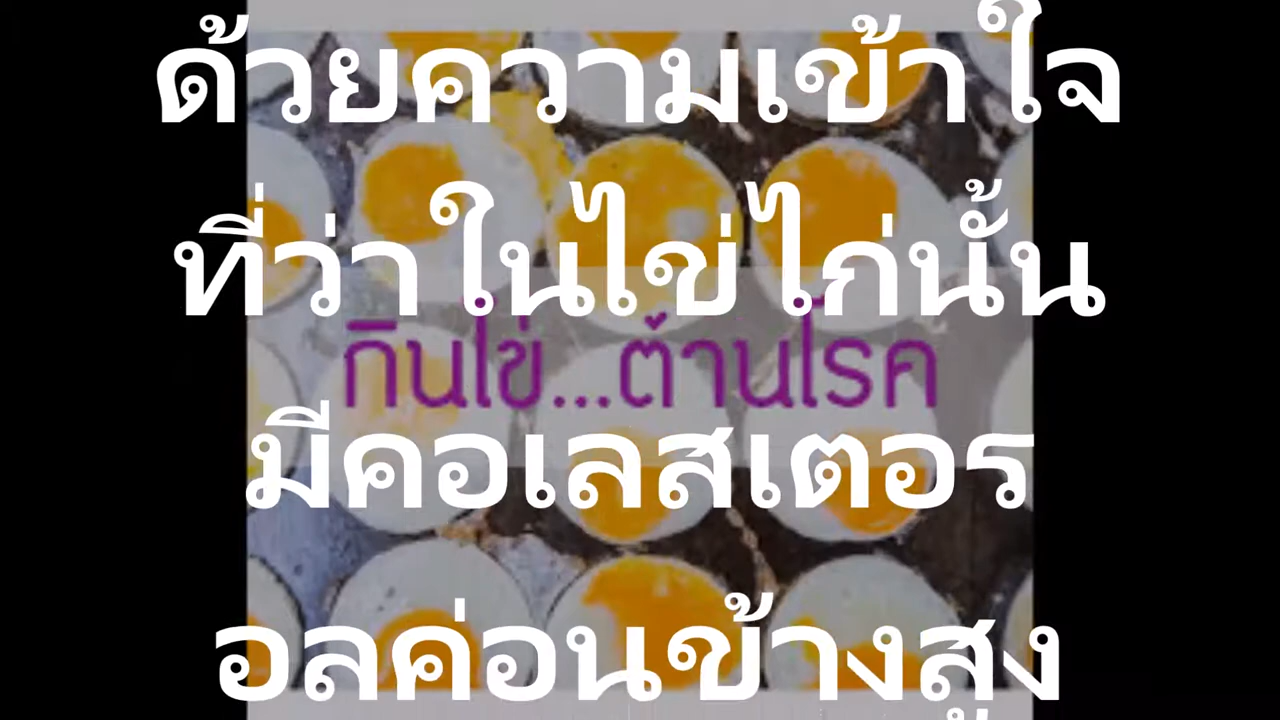 ด้วยความเข้าใจ
ที่ว่าในไข่ไก่นั้น
กินไข่...ต้านโรค
มีคอเลสเตอร
อลค่อนข้างสูง